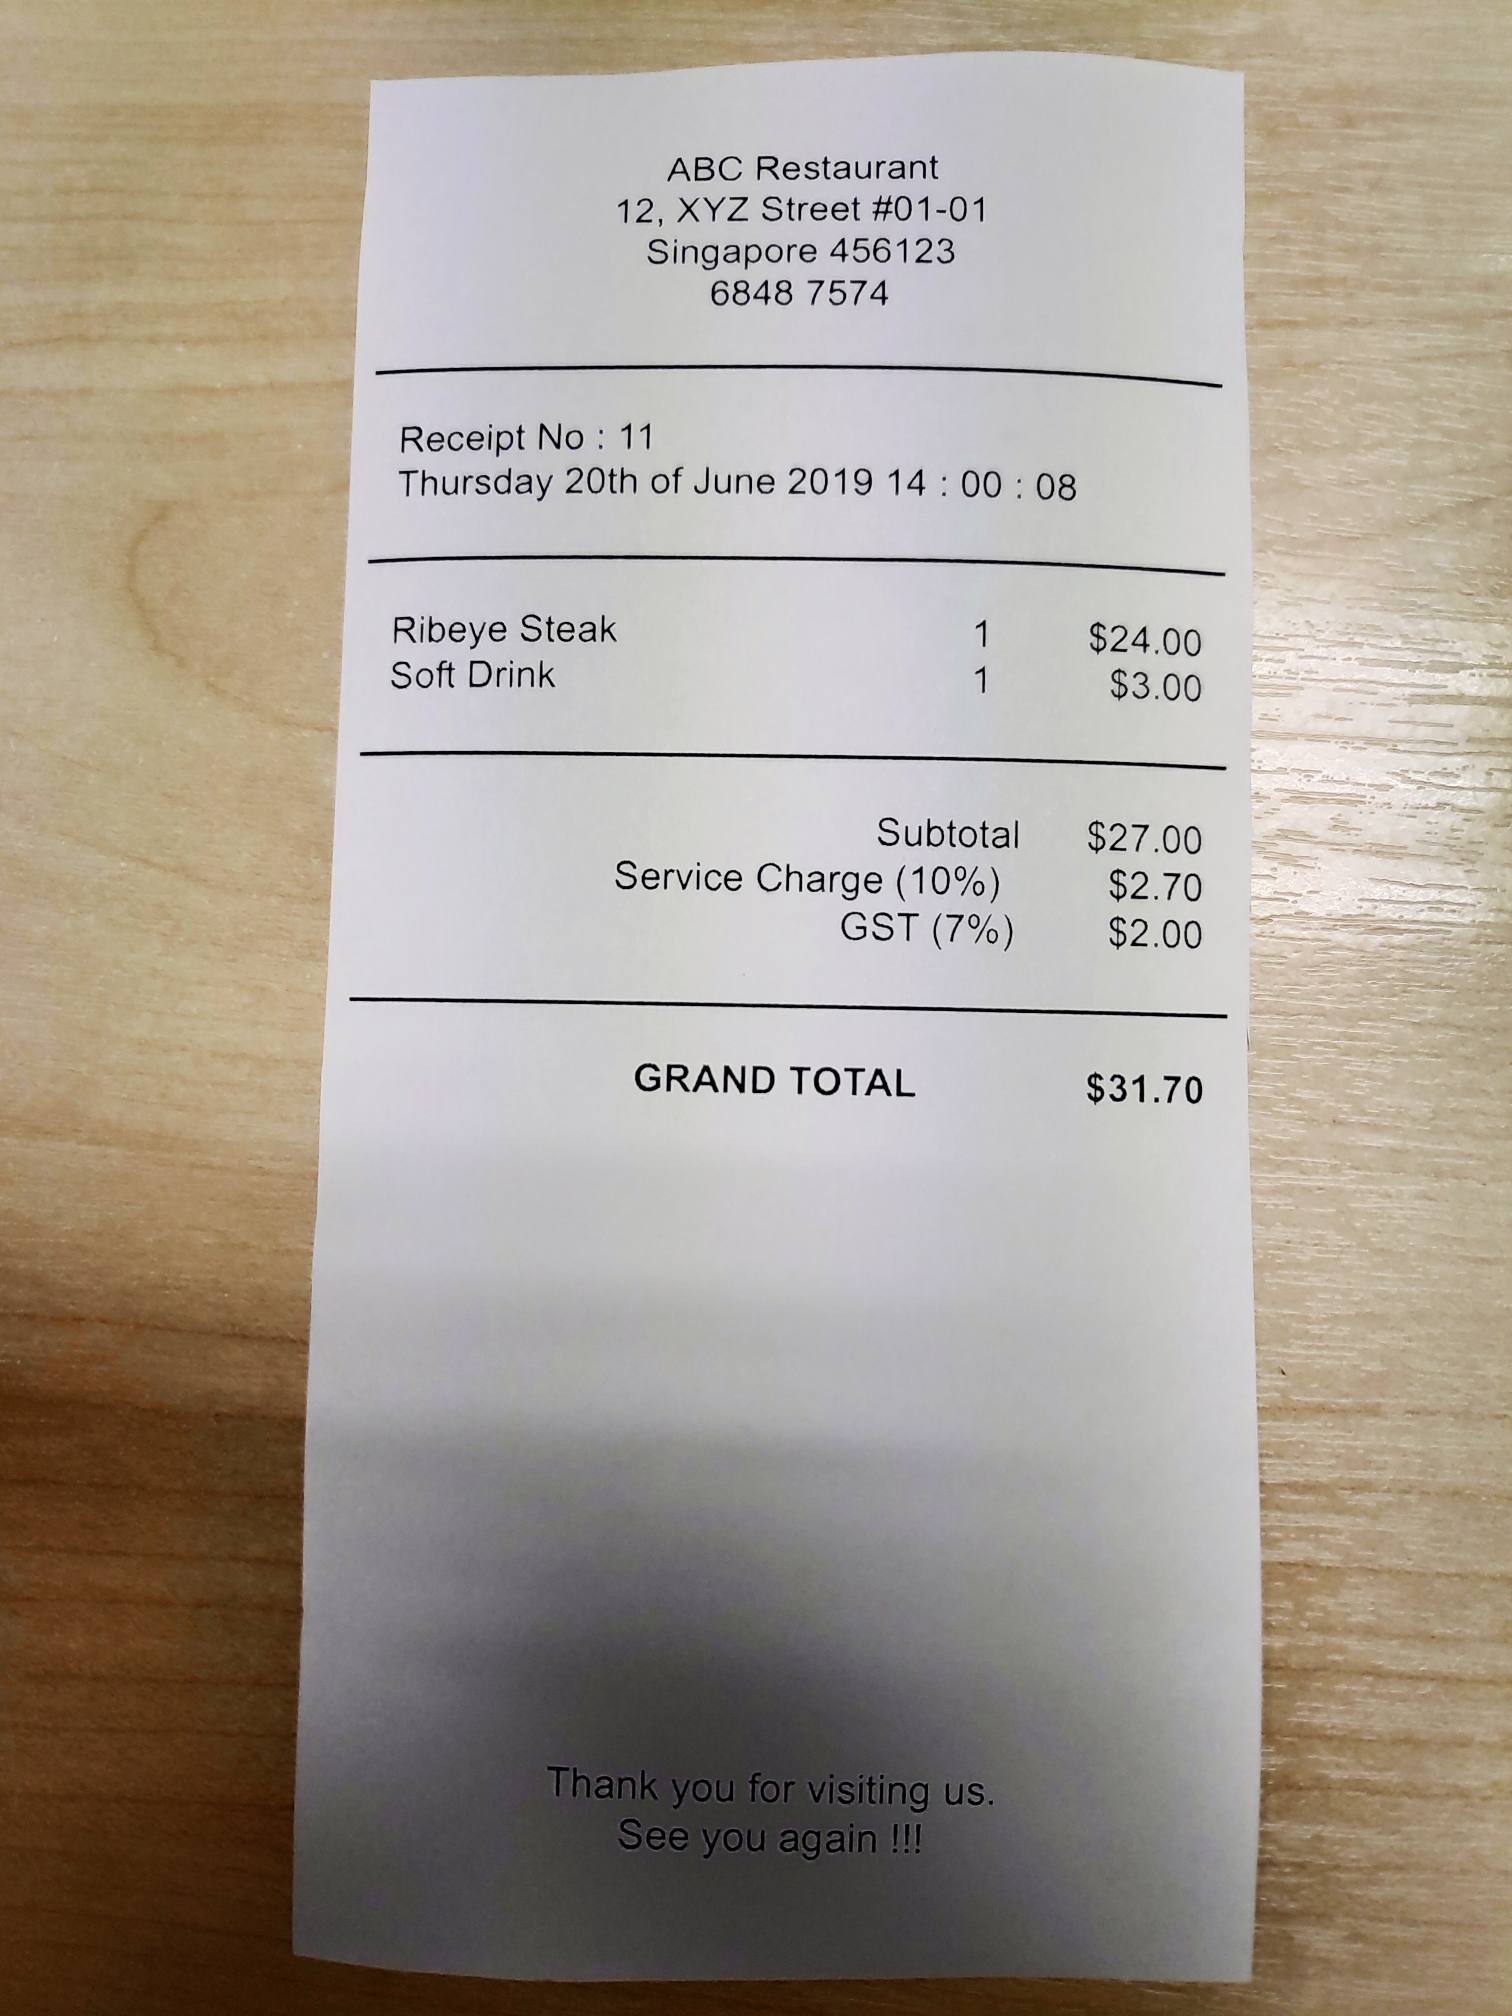 ABC Restaurant
12, XYZ Street #01-01
Singapore 456123
6848 7574
Receipt No : 11
Thursday 20th of June 2019 14 : 00 : 08
Ribeye Steak 1 $24.00
Soft Drink 1 $3.00
Subtotal $27.00
Service Charge (10%) $2.70
GST (7%) $2.00
GRAND TOTAL $31.70
Thank you for visiting us.
See you again !!!